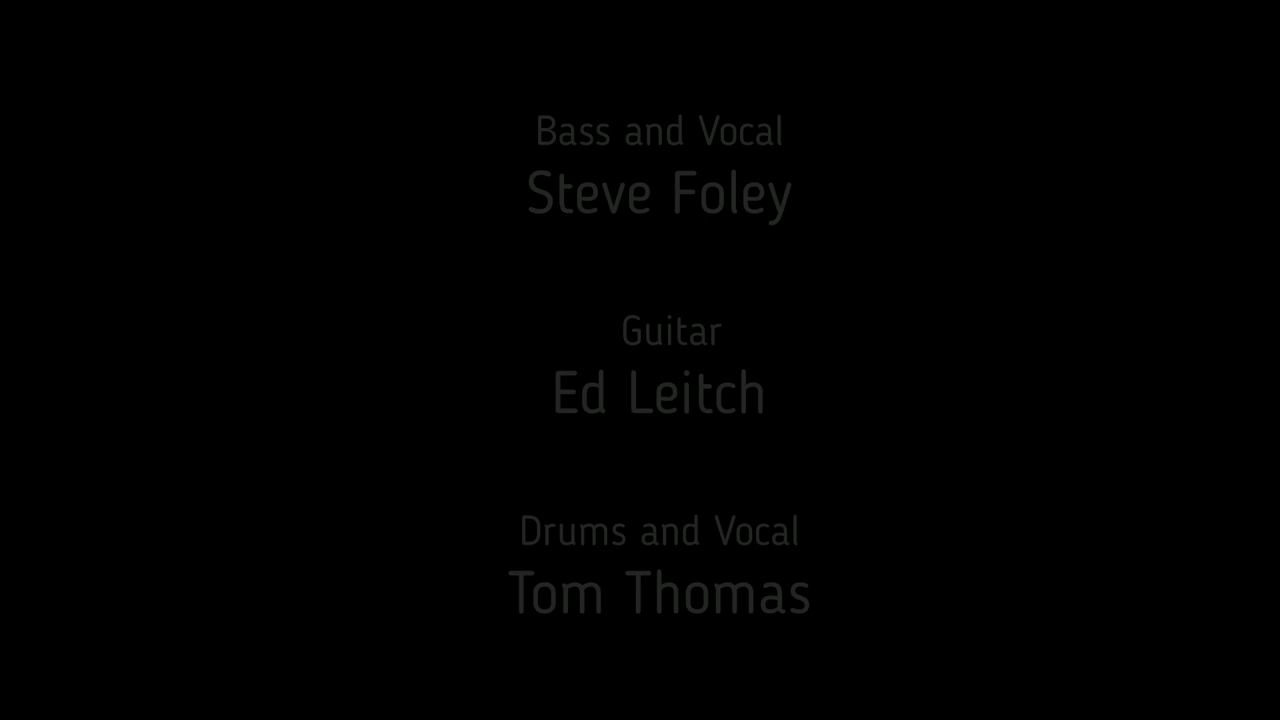 Bass and Vocal
Steve Foley
Guitar
Ed Leitch
Drums and Vocal
Tom Thomas